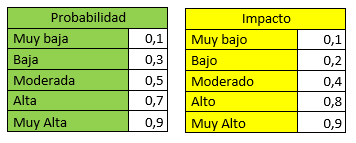 Probabilidad
Muy baja 0,1
Baja 0,3
Moderada 0,5
Alta 0,7
Muy Alta 0,9
Impacto
Muy bajo 0,1
Bajo 0,2
Moderado 0,4
Alto 0,8
Muy Alto 0,9